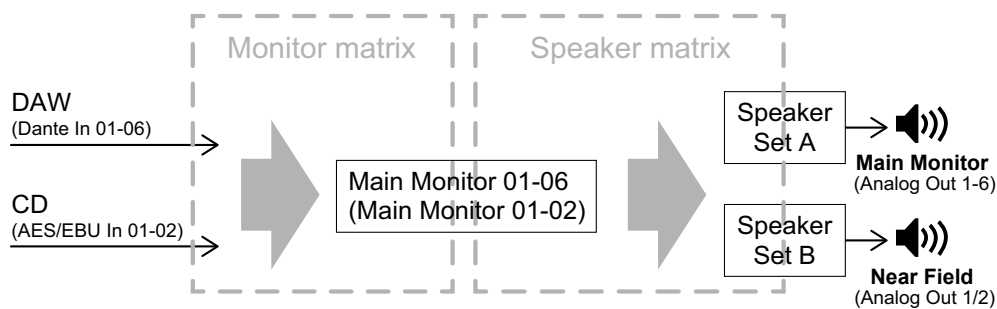 Monitor matrix
Speaker matrix
DAW
(Dante In 01-06)
CD
(AES/EBU In 01-02)
Main Monitor 01-06
(Main Monitor 01-02)
Speaker
Set A
Main Monitor
(Analog Out 1-6)
Speaker
Set B
Near Field
(Analog Out 1/2)